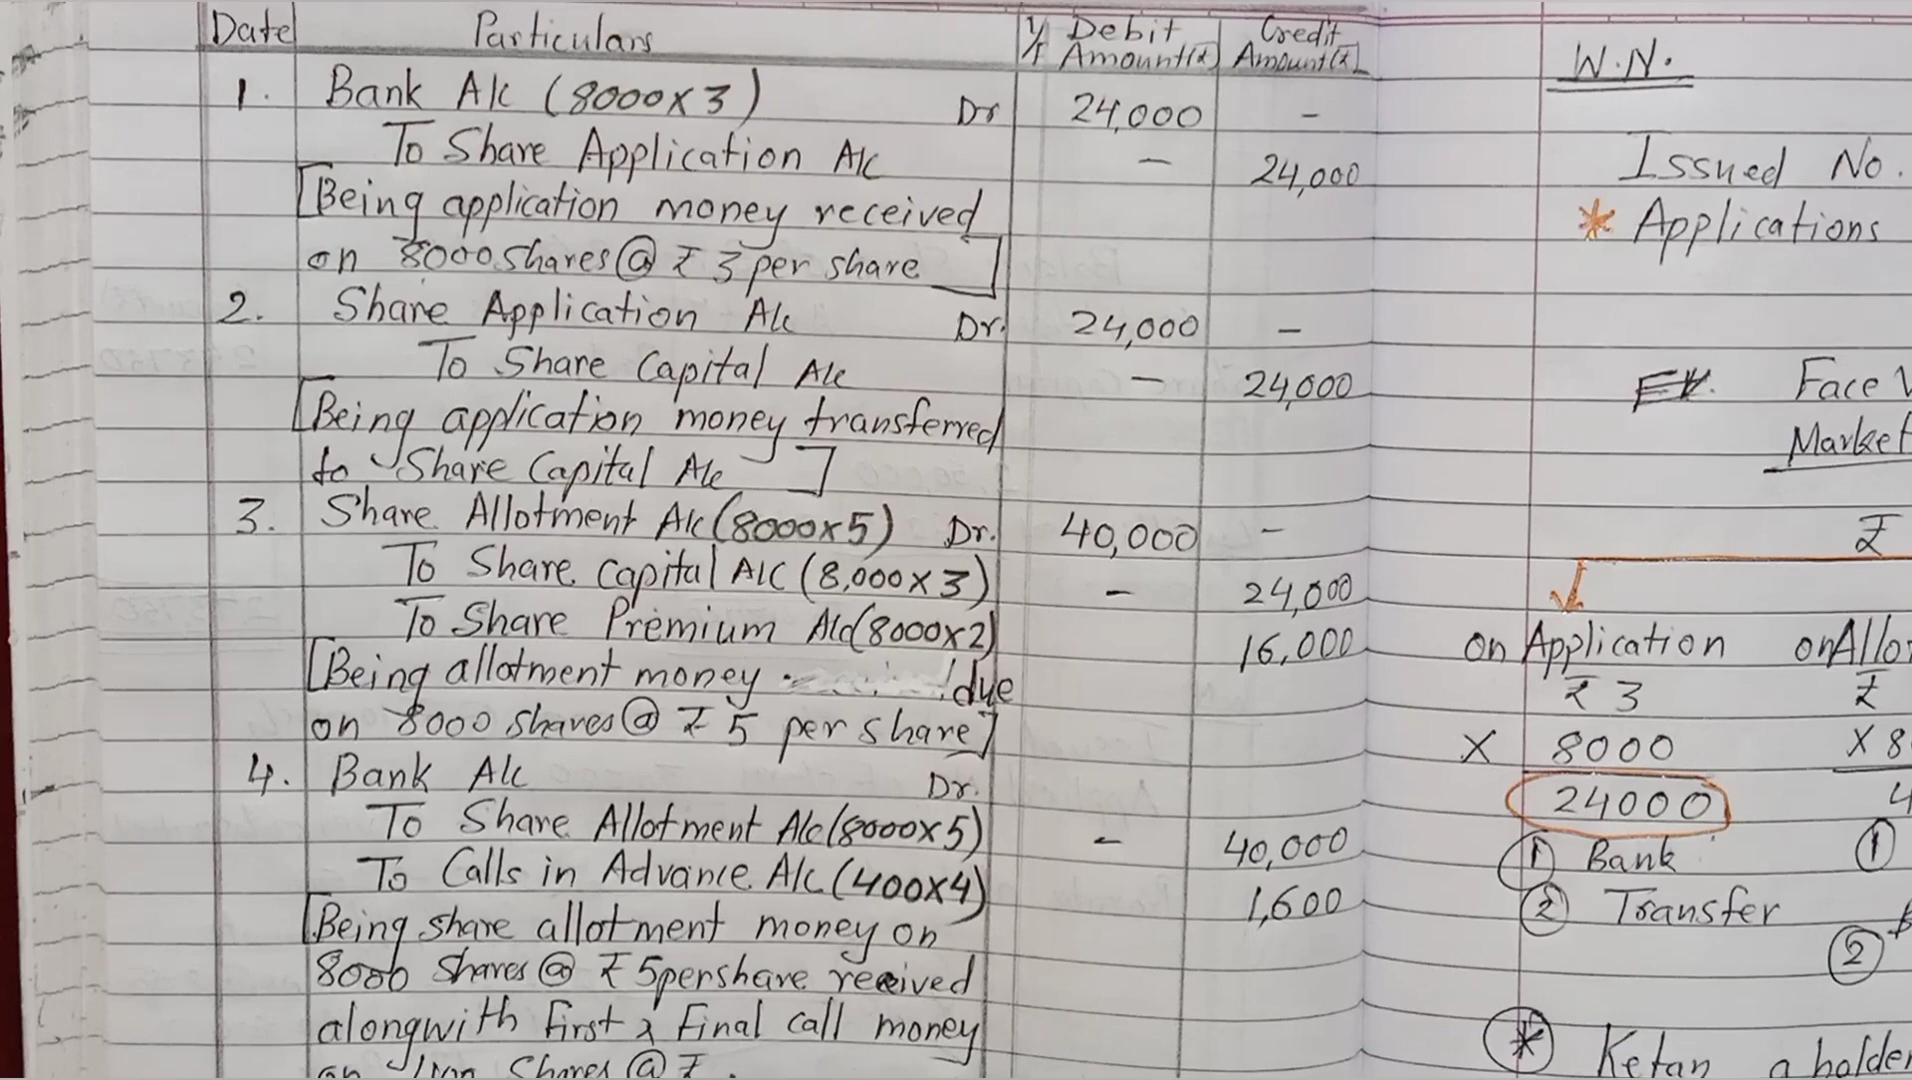 Date Particulars L/F Debit Amount(₹) Credit Amount(₹)
1. Bank A/c (8000×3) Dr 24,000 -
To Share Application A/c - 24,000
[Being application money received
on 8000 shares @ ₹ 3 per share]
2. Share Application A/c Dr. 24,000 -
To Share Capital A/c - 24,000
[Being application money transferred
to Share Capital A/c]
3. Share Allotment A/c (8000×5) Dr. 40,000 -
To Share Capital A/C (8,000×3) - 24,000
To Share Premium A/c (8000×2) 16,000
[Being allotment money due
on 8000 shares @ ₹ 5 per share]
4. Bank A/c Dr.
To Share Allotment A/c (8000×5) - 40,000
To Calls in Advance A/c (400×4) 1,600
[Being share allotment money on
8000 Shares @ ₹ 5 per share received
alongwith First & Final call money
Shares @ ₹
W.N.
Issued No.
* Applications
Face V
Market
₹
on Application on Allo
₹ 3 ₹
× 8000 × 8
24000 4
① Bank ①
② Transfer
②
* Ketan a holder